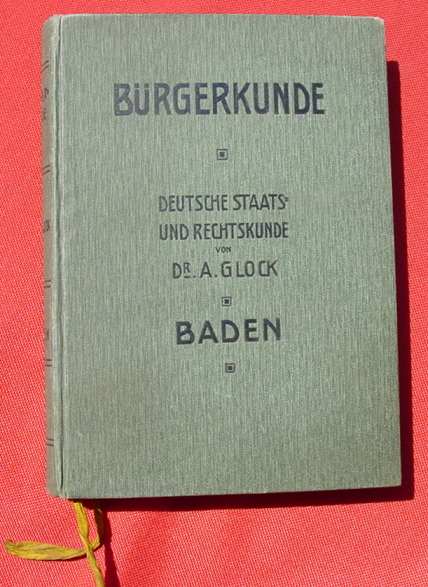 BÜRGERKUNDE
DEUTSCHE STAATS-
UND RECHTSKUNDE
VON
DR. A. GLOCK
BADEN